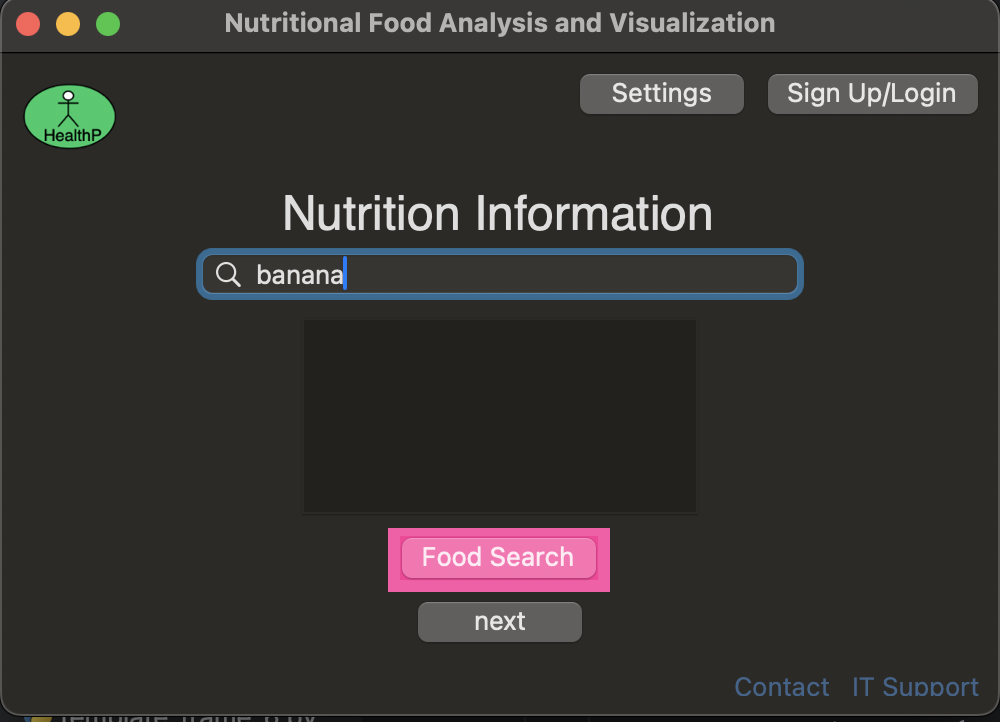 Nutritional Food Analysis and Visualization
Settings
Sign Up/Login
HealthP
Nutrition Information
banana
Food Search
next
Contact
IT Support